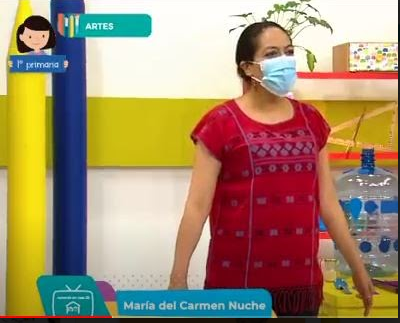 ARTES
1° primaria
María del Carmen Nuche